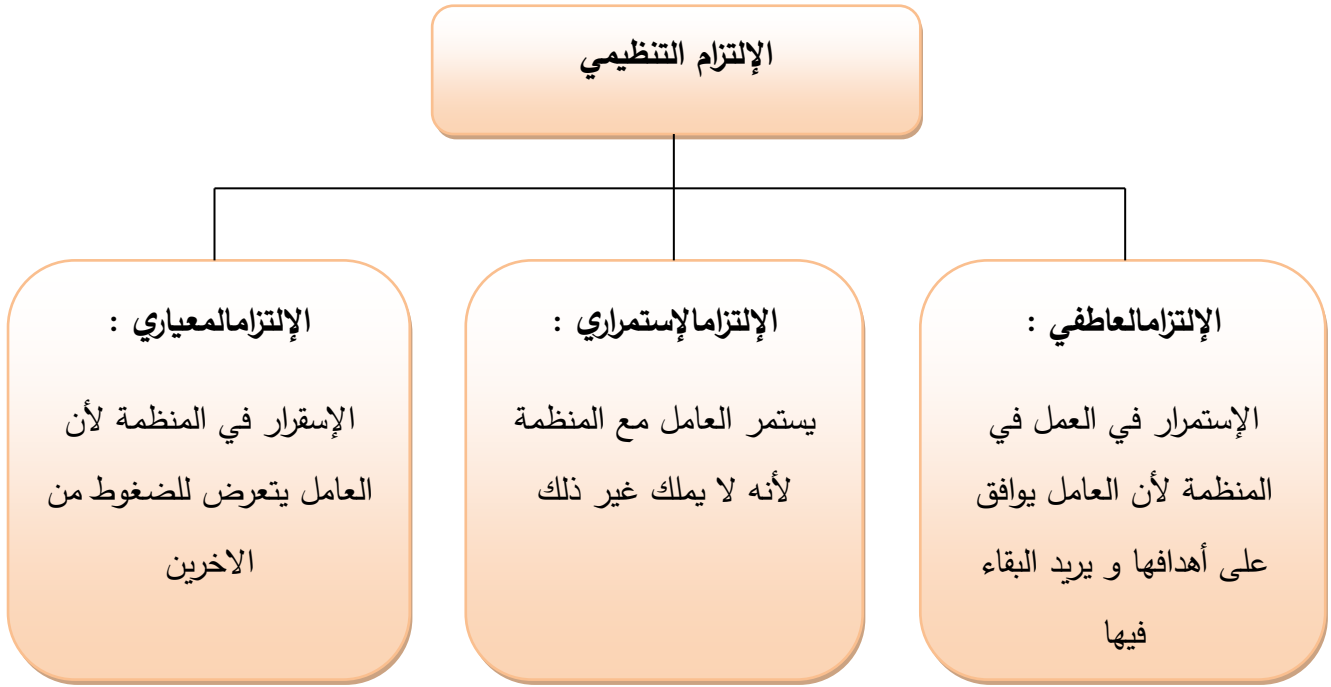 الإلتزام التنظيمي
الإلتزامالعاطفي :
الإستمرار في العمل في
المنظمة لأن العامل يوافق
على أهدافها و يريد البقاء
فيها
الإلتزامالإستمراري :
يستمر العامل مع المنظمة
لأنه لا يملك غير ذلك
الإلتزامالمعياري :
الإسقرار في المنظمة لأن
العامل يتعرض للضغوط من
الاخرين